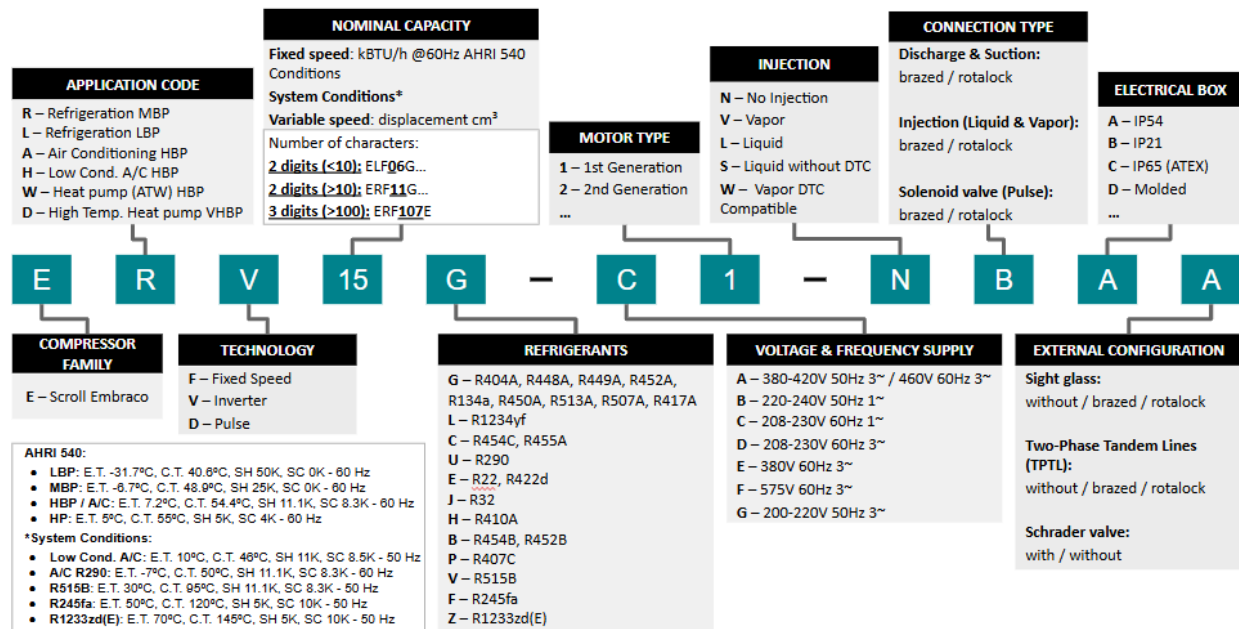 NOMINAL CAPACITY
Fixed speed: kBTU/h @60Hz AHRI 540
Conditions
System Conditions*
Variable speed: displacement cm³
Number of characters:
2 digits (<10): ELF06G...
2 digits (>10): ERF11G...
3 digits (>100): ERF107E
CONNECTION TYPE
Discharge & Suction:
brazed / rotalock
Injection (Liquid & Vapor):
brazed / rotalock
Solenoid valve (Pulse):
brazed / rotalock
APPLICATION CODE
R – Refrigeration MBP
L – Refrigeration LBP
A – Air Conditioning HBP
H – Low Cond. A/C HBP
W – Heat pump (ATW) HBP
D – High Temp. Heat pump VHBP
MOTOR TYPE
1 - 1st Generation
2 - 2nd Generation
...
INJECTION
N – No Injection
V – Vapor
L – Liquid
S – Liquid without DTC
W – Vapor DTC
Compatible
ELECTRICAL BOX
A – IP54
B – IP21
C – IP65 (ATEX)
D – Molded
...
E R V 15 G – C 1 – N B A A
COMPRESSOR
FAMILY
E – Scroll Embraco
TECHNOLOGY
F – Fixed Speed
V – Inverter
D – Pulse
REFRIGERANTS
G – R404A, R448A, R449A, R452A,
R134a, R450A, R513A, R507A, R417A
L – R1234yf
C – R454C, R455A
U – R290
E – R22, R422d
J – R32
H – R410A
B – R454B, R452B
P – R407C
V – R515B
F – R245fa
Z – R1233zd(E)
VOLTAGE & FREQUENCY SUPPLY
A – 380-420V 50Hz 3~ / 460V 60Hz 3~
B – 220-240V 50Hz 1~
C – 208-230V 60Hz 1~
D – 208-230V 60Hz 3~
E – 380V 60Hz 3~
F – 575V 60Hz 3~
G – 200-220V 50Hz 3~
EXTERNAL CONFIGURATION
Sight glass:
without / brazed / rotalock
Two-Phase Tandem Lines
(TPTL):
without / brazed / rotalock
Schrader valve:
with / without
AHRI 540:
● LBP: E.T. -31.7ºC, C.T. 40.6ºC, SH 50K, SC 0K - 60 Hz
● MBP: E.T. -6.7ºC, C.T. 48.9ºC, SH 25K, SC 0K - 60 Hz
● HBP / A/C: E.T. 7.2ºC, C.T. 54.4ºC, SH 11.1K, SC 8.3K - 60 Hz
● HP: E.T. 5ºC, C.T. 55ºC, SH 5K, SC 4K - 60 Hz
*System Conditions:
● Low Cond. A/C: E.T. 10ºC, C.T. 46ºC, SH 11K, SC 8.5K - 50 Hz
● A/C R290: E.T. -7ºC, C.T. 50ºC, SH 11.1K, SC 8.3K - 60 Hz
● R515B: E.T. 30ºC, C.T. 95ºC, SH 11.1K, SC 8.3K - 50 Hz
● R245fa: E.T. 50ºC, C.T. 120ºC, SH 5K, SC 10K - 50 Hz
● R1233zd(E): E.T. 70ºC, C.T. 145ºC, SH 5K, SC 10K - 50 Hz